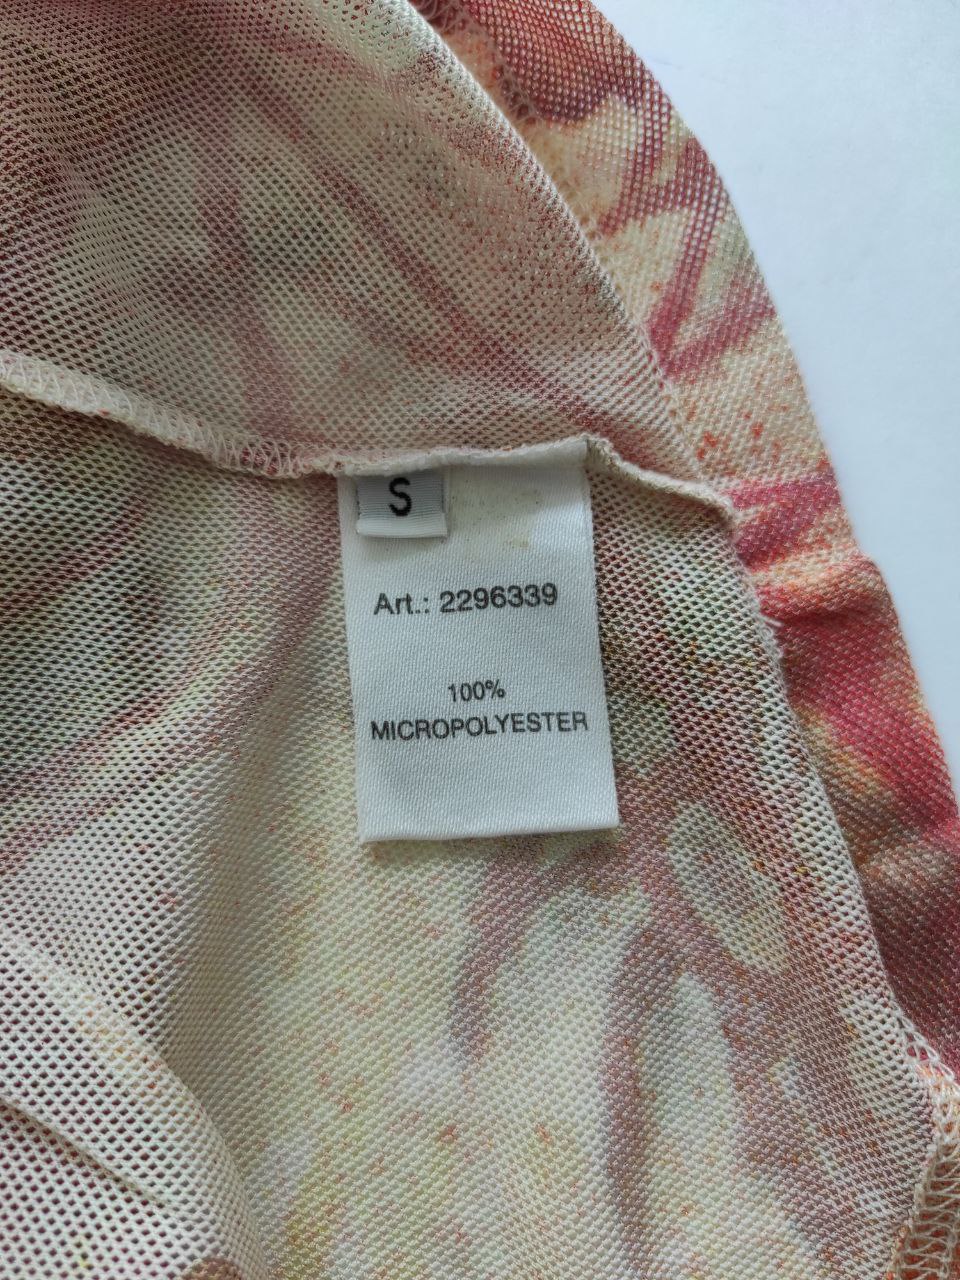 S
Art.: 2296339
100%
MICROPOLYESTER